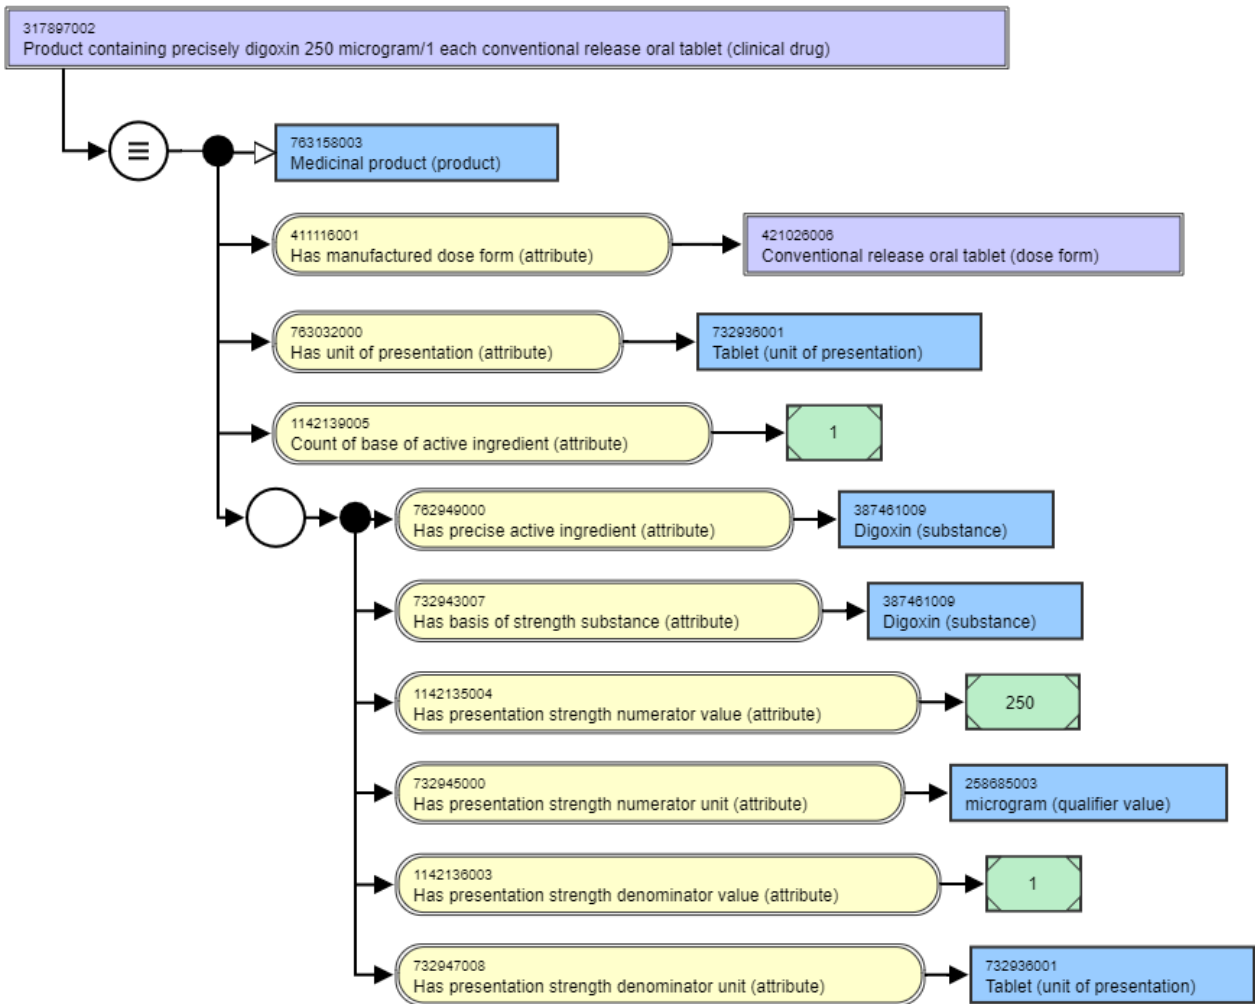 317897002
Product containing precisely digoxin 250 microgram/1 each conventional release oral tablet (clinical drug)
763158003
Medicinal product (product)
411116001
Has manufactured dose form (attribute)
421026006
Conventional release oral tablet (dose form)
763032000
Has unit of presentation (attribute)
732936001
Tablet (unit of presentation)
1142139005
Count of base of active ingredient (attribute)
1
762949000
Has precise active ingredient (attribute)
387461009
Digoxin (substance)
732943007
Has basis of strength substance (attribute)
387461009
Digoxin (substance)
1142135004
Has presentation strength numerator value (attribute)
250
732945000
Has presentation strength numerator unit (attribute)
258685003
microgram (qualifier value)
1142136003
Has presentation strength denominator value (attribute)
1
732947008
Has presentation strength denominator unit (attribute)
732936001
Tablet (unit of presentation)